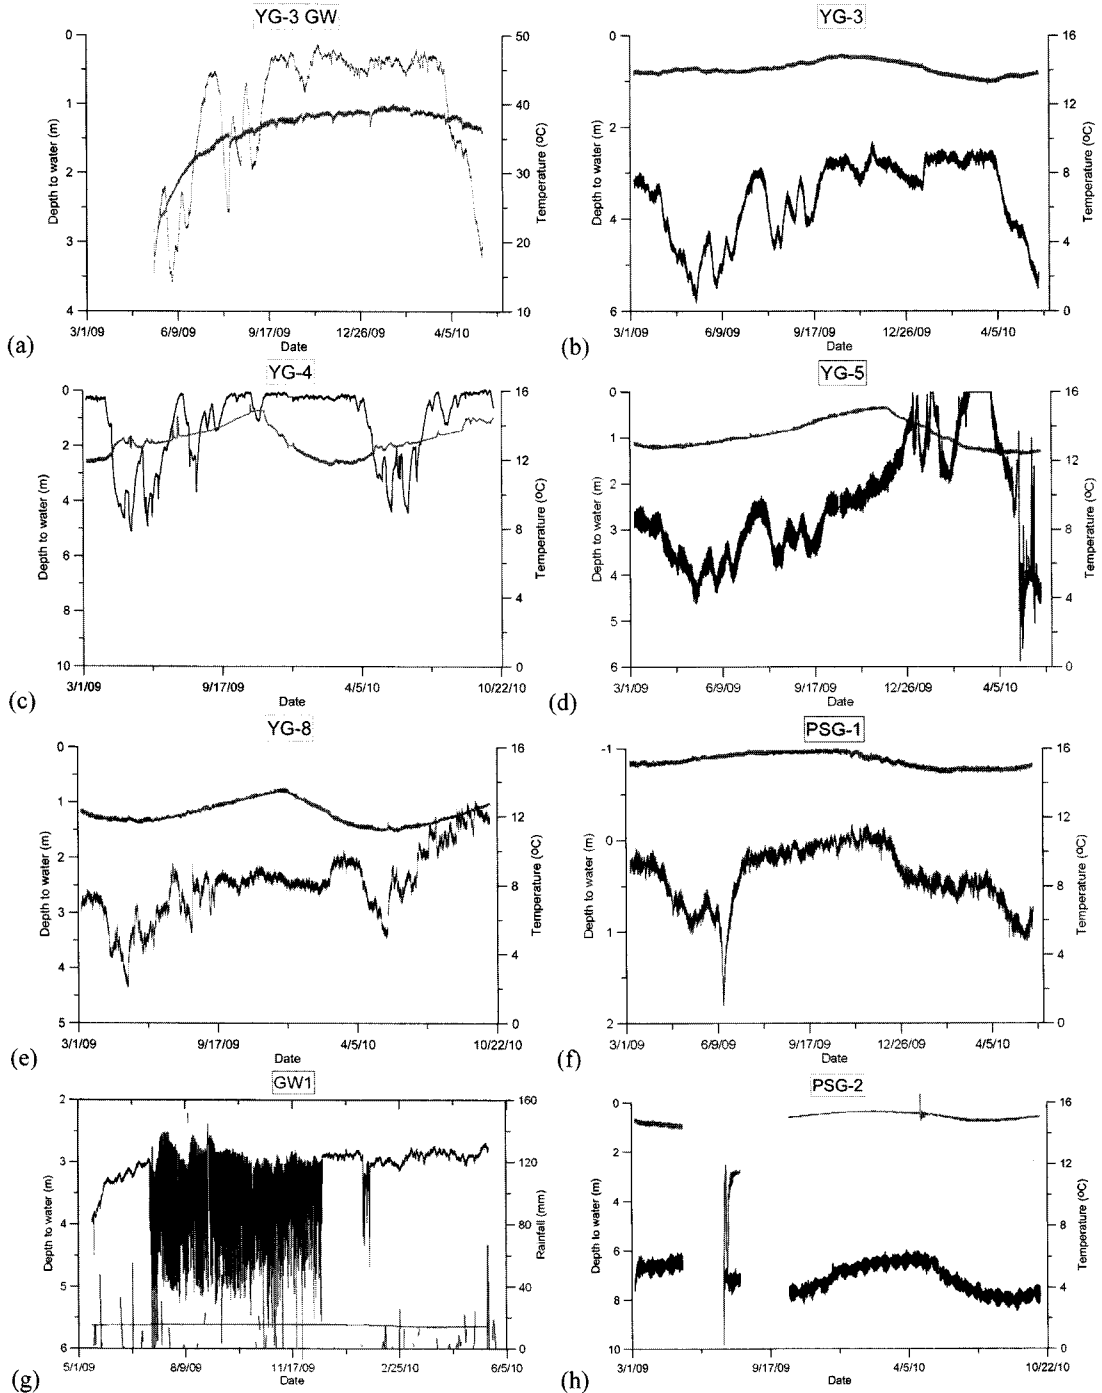 YG-3 GW
0
1
2
3
4
Depth to water (m)
50
40
30
20
10
Temperature (ºC)
3/1/09 6/9/09 9/17/09 12/26/09 4/5/10
Date
(a)
YG-3
0
2
4
6
Depth to water (m)
16
12
8
4
0
Temperature (ºC)
3/1/09 6/9/09 9/17/09 12/26/09 4/5/10
Date
(b)
YG-4
0
2
4
6
8
10
Depth to water (m)
16
12
8
4
0
Temperature (ºC)
3/1/09 9/17/09 4/5/10 10/22/10
Date
(c)
YG-5
0
1
2
3
4
5
6
Depth to water (m)
16
12
8
4
0
Temperature (ºC)
3/1/09 6/9/09 9/17/09 12/26/09 4/5/10
Date
(d)
YG-8
0
1
2
3
4
5
Depth to water (m)
16
12
8
4
0
Temperature (ºC)
3/1/09 9/17/09 4/5/10 10/22/10
Date
(e)
PSG-1
-1
0
1
2
Depth to water (m)
16
12
8
4
0
Temperature (ºC)
3/1/09 6/9/09 9/17/09 12/26/09 4/5/10
Date
(f)
GW1
2
3
4
5
6
Depth to water (m)
160
120
80
40
0
Rainfall (mm)
5/1/09 8/9/09 11/17/09 2/25/10 6/5/10
Date
(g)
PSG-2
0
2
4
6
8
10
Depth to water (m)
16
12
8
4
0
Temperature (ºC)
3/1/09 9/17/09 4/5/10 10/22/10
Date
(h)